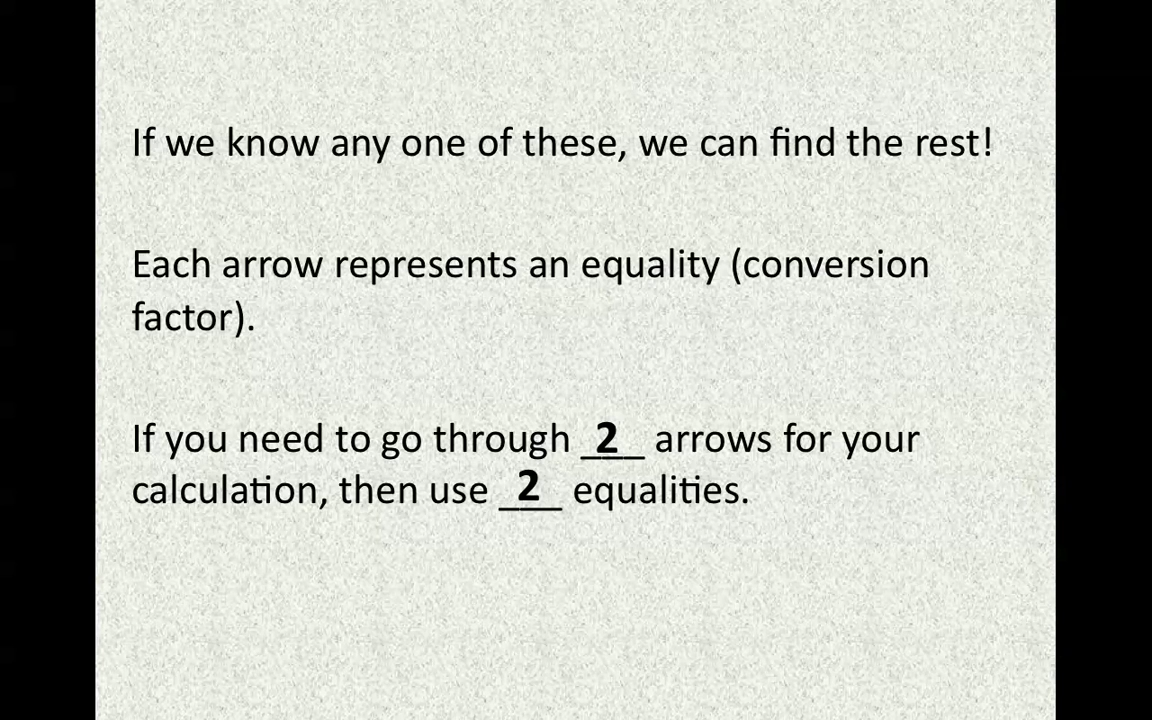 If we know any one of these, we can find the rest!
Each arrow represents an equality (conversion
factor).
If you need to go through _2_ arrows for your
calculation, then use _2_ equalities.